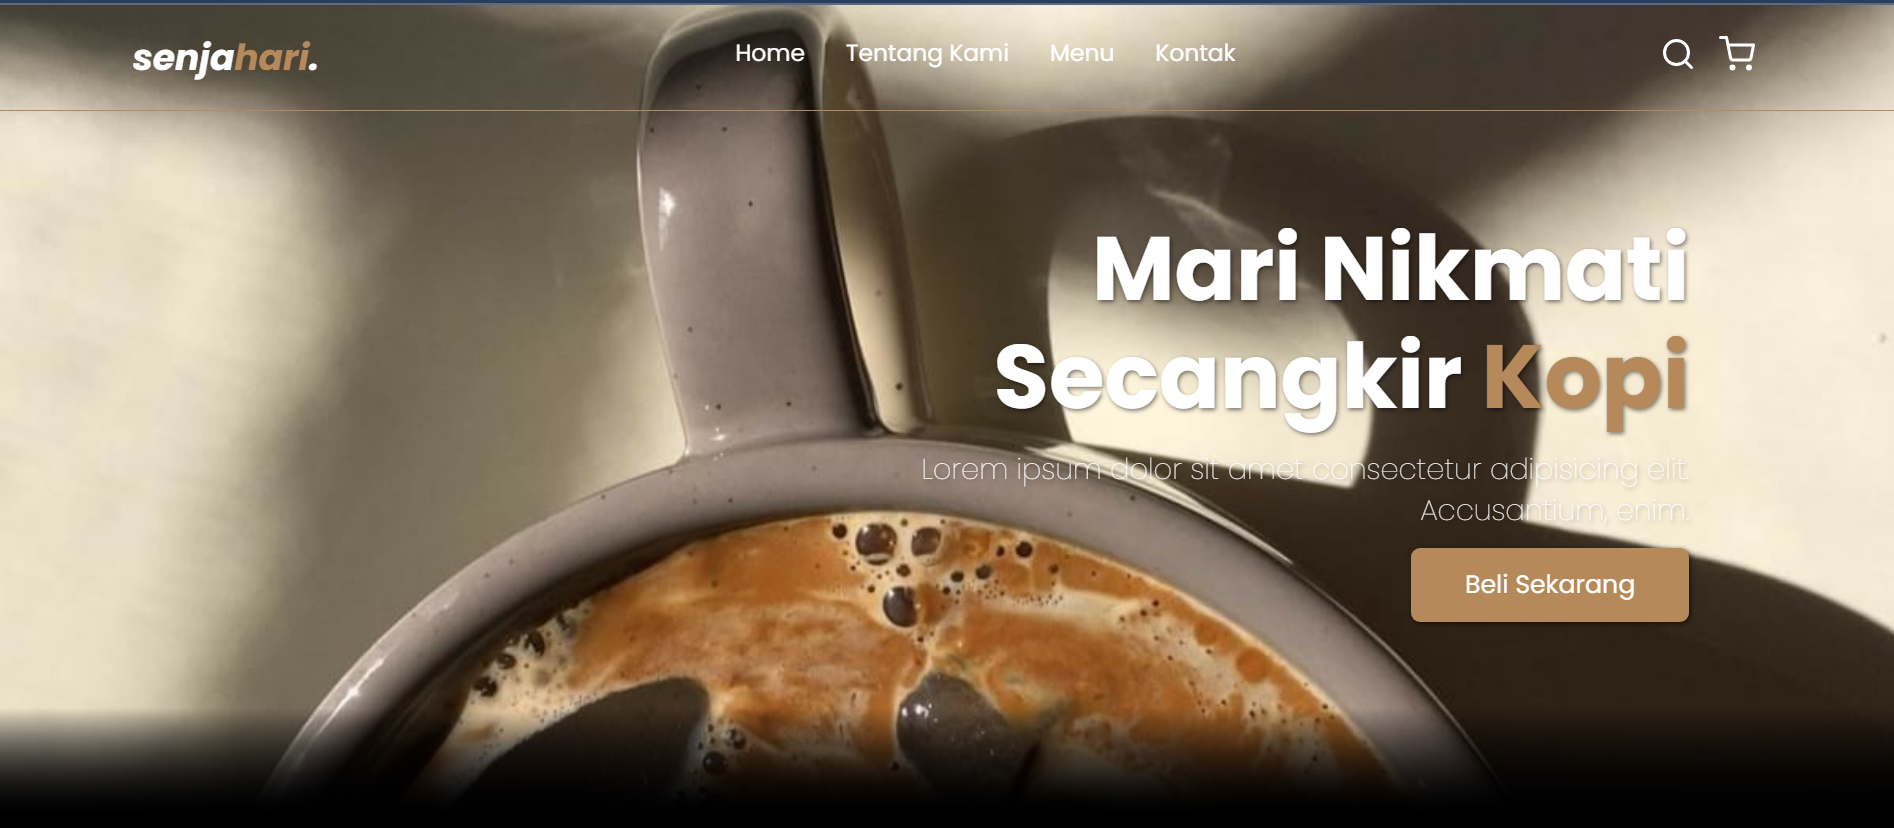 senjahari.
Home Tentang Kami Menu Kontak
Mari Nikmati
Secangkir Kopi
Lorem ipsum dolor sit amet consectetur adipisicing elit.
Accusantium, enim.
Beli Sekarang